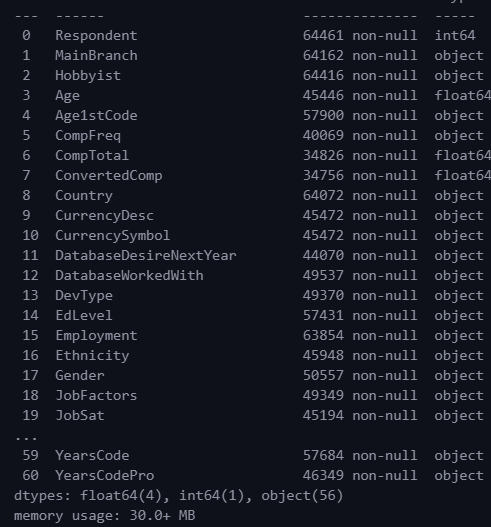 --- ------ -------------- -----
0 Respondent 64461 non-null int64
1 MainBranch 64162 non-null object
2 Hobbyist 64416 non-null object
3 Age 45446 non-null float64
4 Age1stCode 57900 non-null object
5 CompFreq 40069 non-null object
6 CompTotal 34826 non-null float64
7 ConvertedComp 34756 non-null float64
8 Country 64072 non-null object
9 CurrencyDesc 45472 non-null object
10 CurrencySymbol 45472 non-null object
11 DatabaseDesireNextYear 44070 non-null object
12 DatabaseWorkedWith 49537 non-null object
13 DevType 49370 non-null object
14 EdLevel 57431 non-null object
15 Employment 63854 non-null object
16 Ethnicity 45948 non-null object
17 Gender 50557 non-null object
18 JobFactors 49349 non-null object
19 JobSat 45194 non-null object
...
59 YearsCode 57684 non-null object
60 YearsCodePro 46349 non-null object
dtypes: float64(4), int64(1), object(56)
memory usage: 30.0+ MB